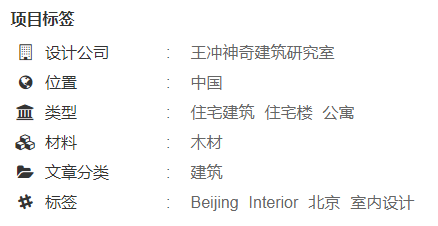 项目标签
设计公司 : 王冲神奇建筑研究室
位置 : 中国
类型 : 住宅建筑 住宅楼 公寓
材料 : 木材
文章分类 : 建筑
标签 : Beijing Interior 北京 室内设计